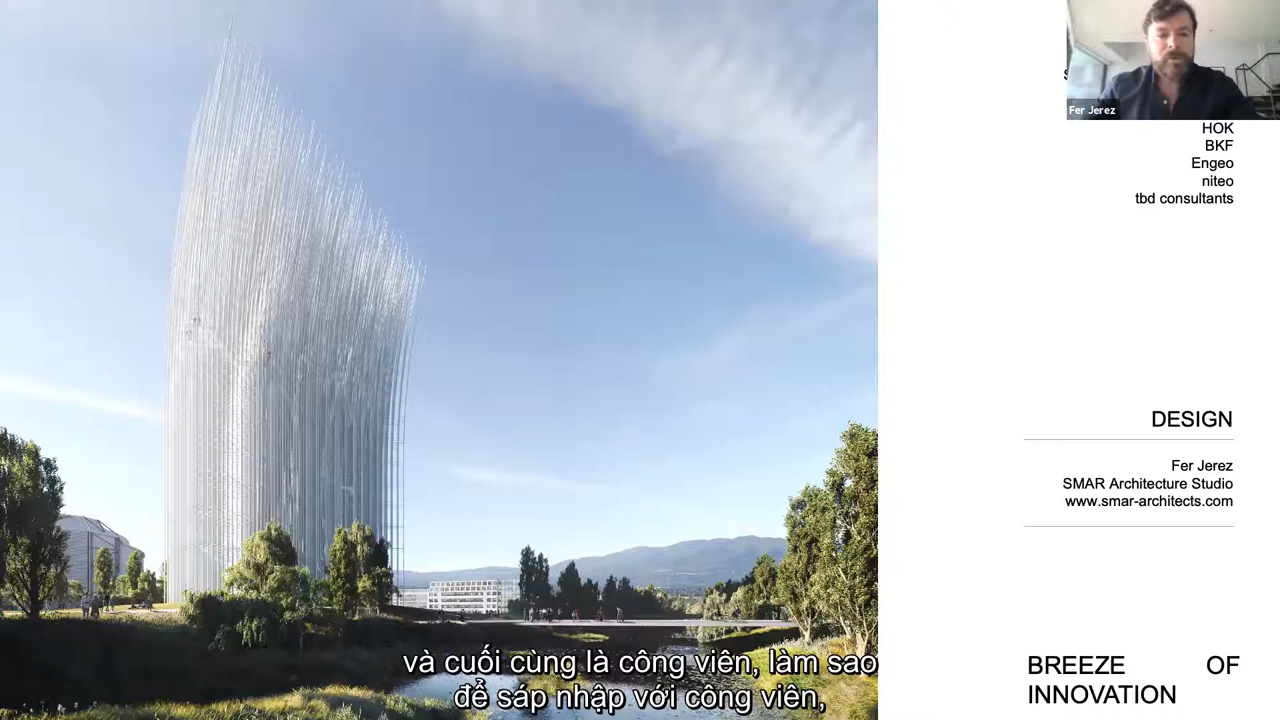 Fer Jerez
HOK
BKF
Engeo
niteo
tbd consultants
DESIGN
Fer Jerez
SMAR Architecture Studio
www.smar-architects.com
BREEZE OF
INNOVATION
và cuối cùng là công viên, làm sao
để sáp nhập với công viên,